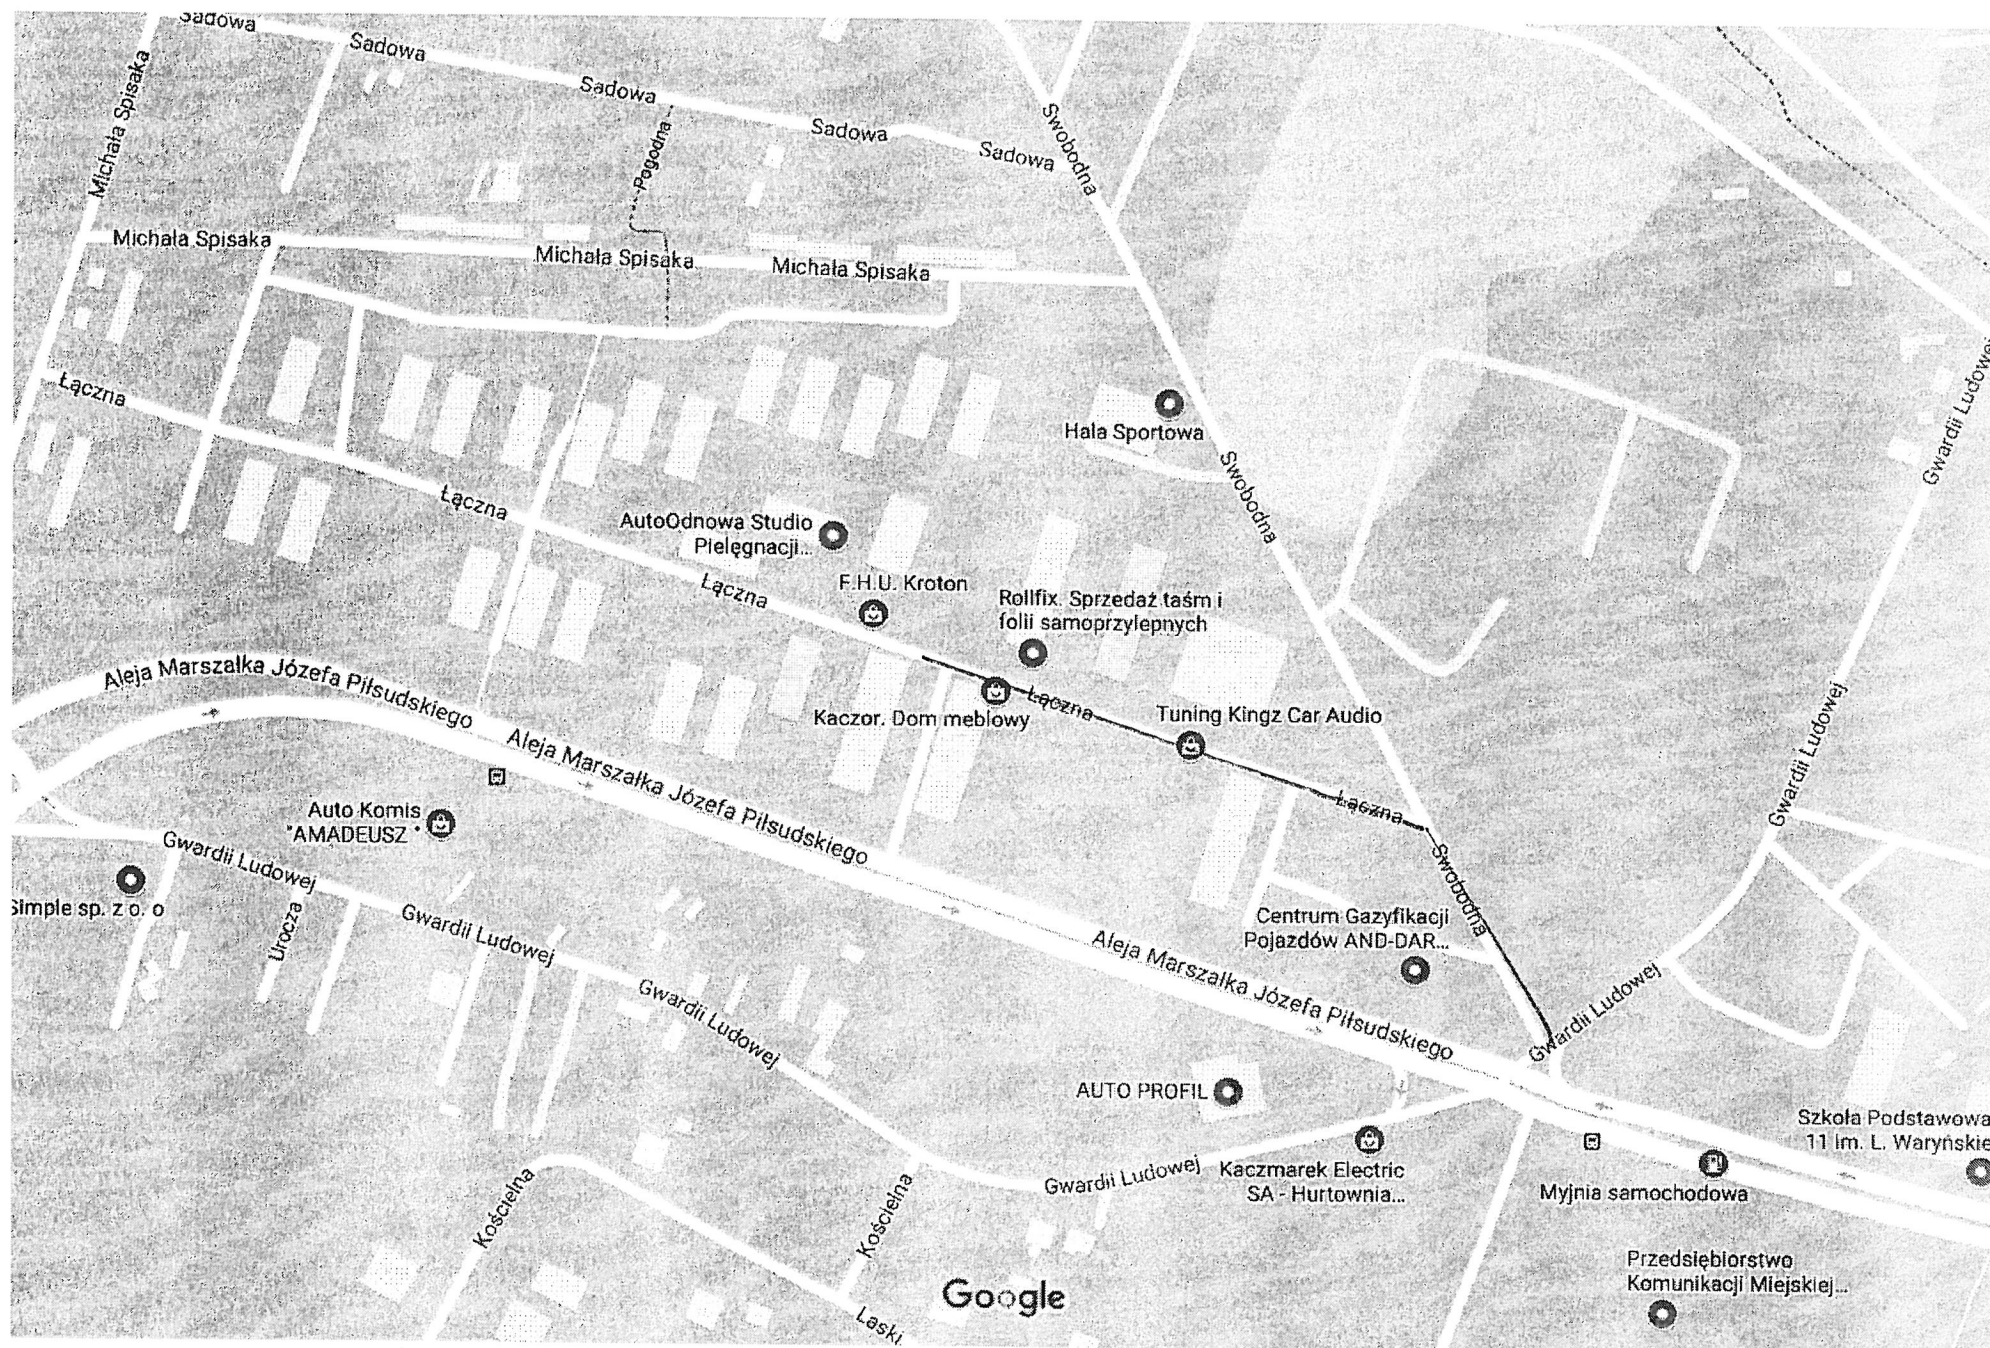 Sadowa
Sadowa
Sadowa
Sadowa
Sadowa
Michała Spisaka
Pogodna
Swobodna
Michała Spisaka
Michała Spisaka
Michała Spisaka
Łączna
Hala Sportowa
Gwardii Ludowej
Swobodna
Łączna
AutoOdnowa Studio
Pielęgnacji...
Łączna
F.H.U. Kroton
Rollfix. Sprzedaż taśm i
folii samoprzylepnych
Aleja Marszałka Józefa Piłsudskiego
Łączna
Kaczor. Dom meblowy
Tuning Kingz Car Audio
Gwardii Ludowej
Aleja Marszałka Józefa Piłsudskiego
Łączna
Auto Komis
"AMADEUSZ "
Gwardii Ludowej
Swobodna
Simple sp. z o. o
Urocza
Gwardii Ludowej
Centrum Gazyfikacji
Pojazdów AND-DAR...
Aleja Marszałka Józefa Piłsudskiego
Gwardii Ludowej
Gwardii Ludowej
AUTO PROFIL
Szkoła Podstawowa
11 im. L. Waryńskie
Gwardii Ludowej
Kaczmarek Electric
SA - Hurtownia...
Myjnia samochodowa
Kościelna
Kościelna
Przedsiębiorstwo
Komunikacji Miejskiej...
Google
Laski